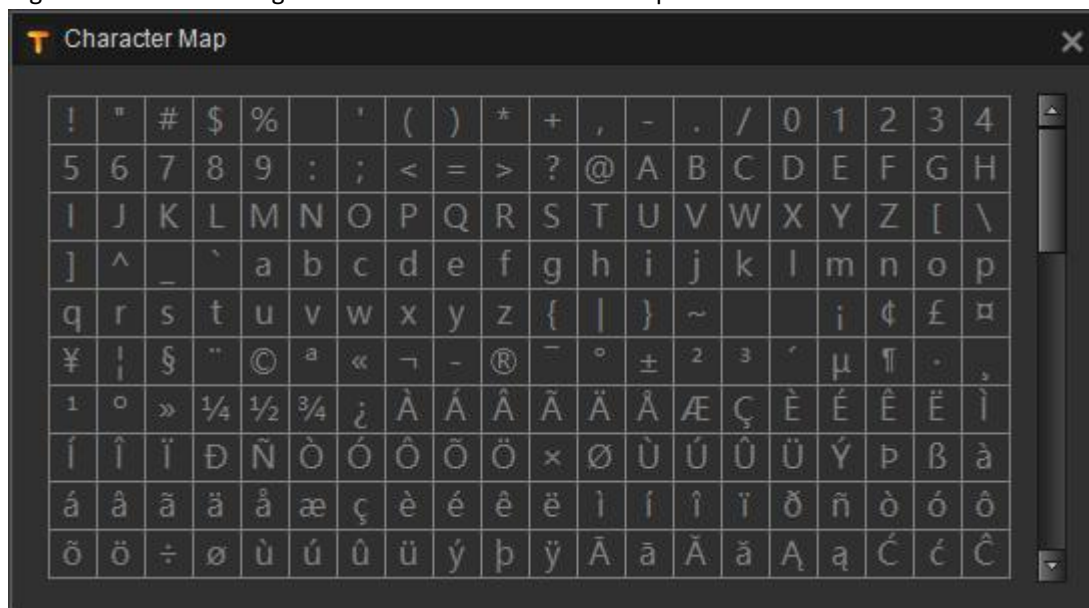 Character Map
! " # $ % ' ( ) * + , - . / 0 1 2 3 4
5 6 7 8 9 : ; < = > ? @ A B C D E F G H
I J K L M N O P Q R S T U V W X Y Z [ \
] ^ _ ` a b c d e f g h i j k l m n o p
q r s t u v w x y z { | } ~ ¡ ¢ £ ¤
¥ ¦ § ¨ © ª « ¬ - ® ¯ ° ± ² ³ ´ µ ¶ · ¸
¹ º » ¼ ½ ¾ ¿ À Á Â Ã Ä Å Æ Ç È É Ê Ë Ì
Í Î Ï Ð Ñ Ò Ó Ô Õ Ö × Ø Ù Ú Û Ü Ý Þ ß à
á â ã ä å æ ç è é ê ë ì í î ï ð ñ ò ó ô
õ ö ÷ ø ù ú û ü ý þ ÿ Ā ā Ă ă Ą ą Ć ć Ĉ